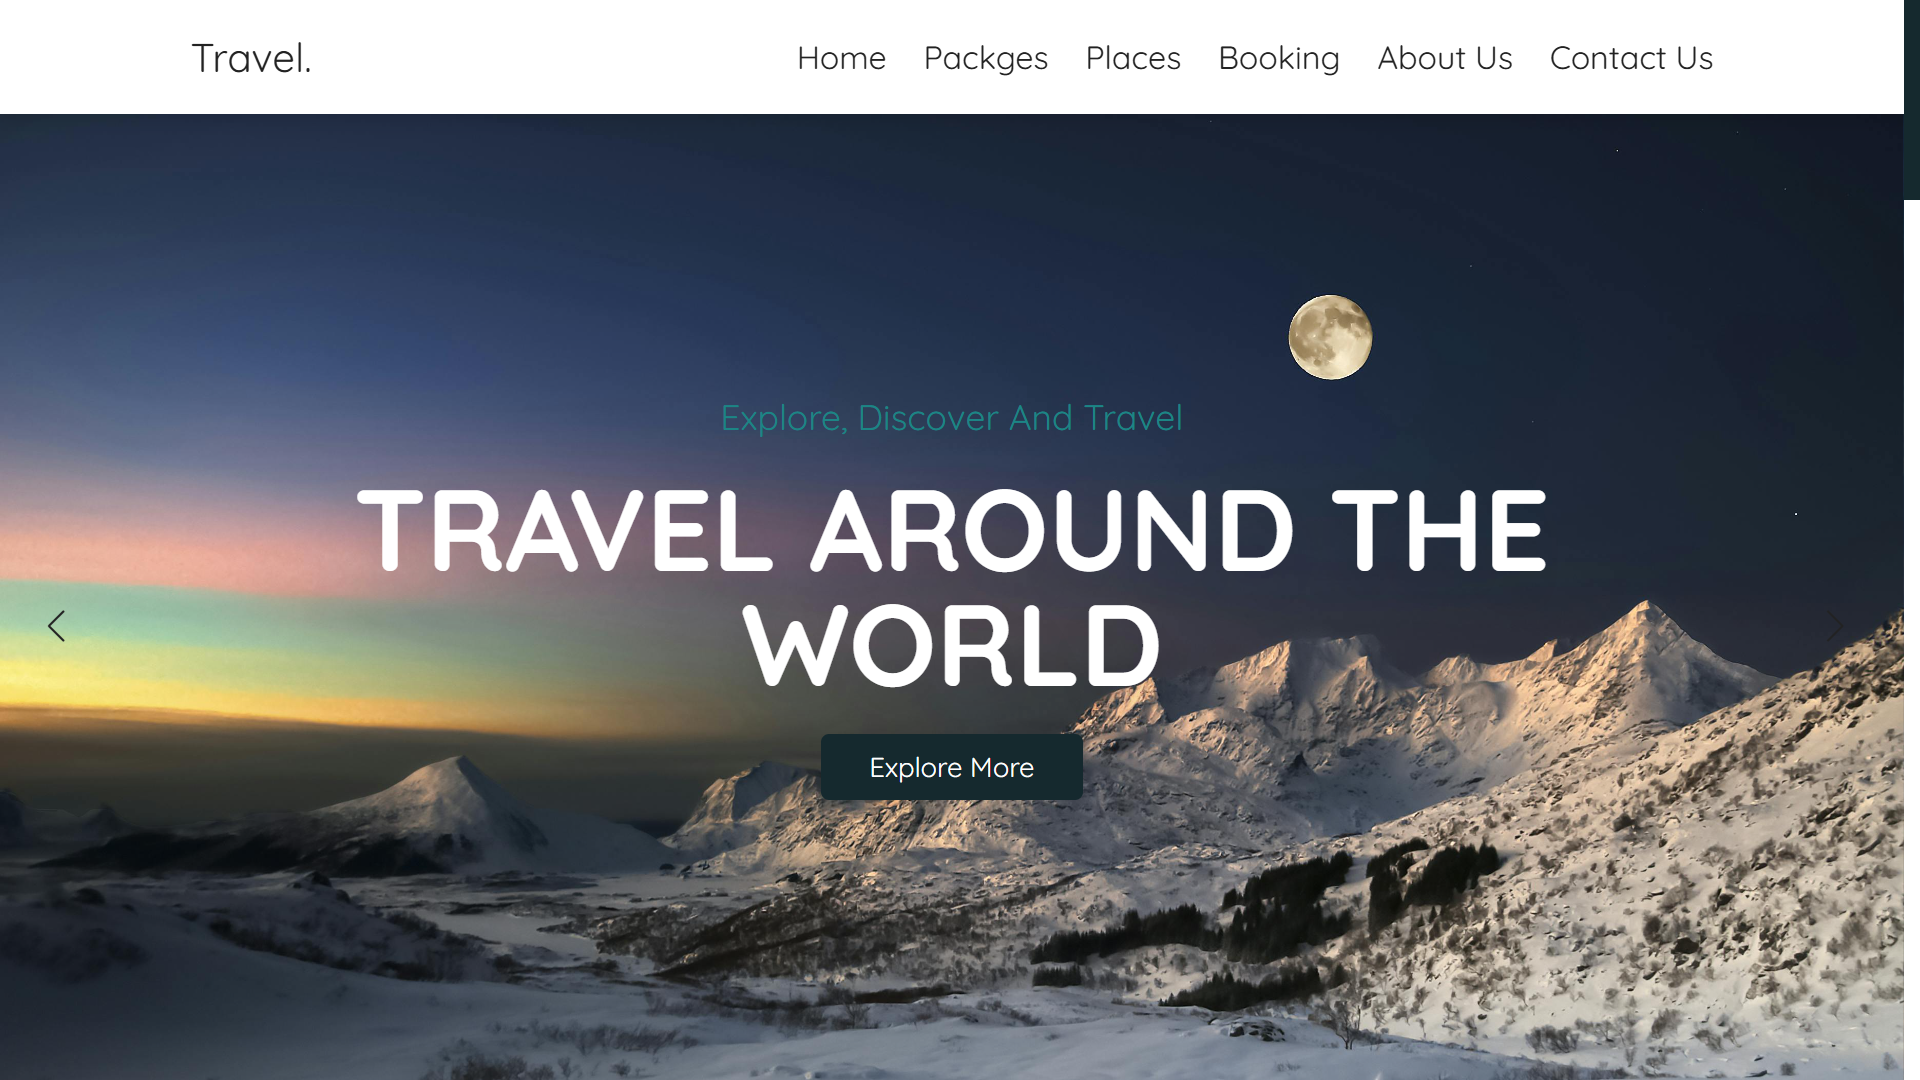 Travel.
Home Packges Places Booking About Us Contact Us
Explore, Discover And Travel
TRAVEL AROUND THE
WORLD
Explore More